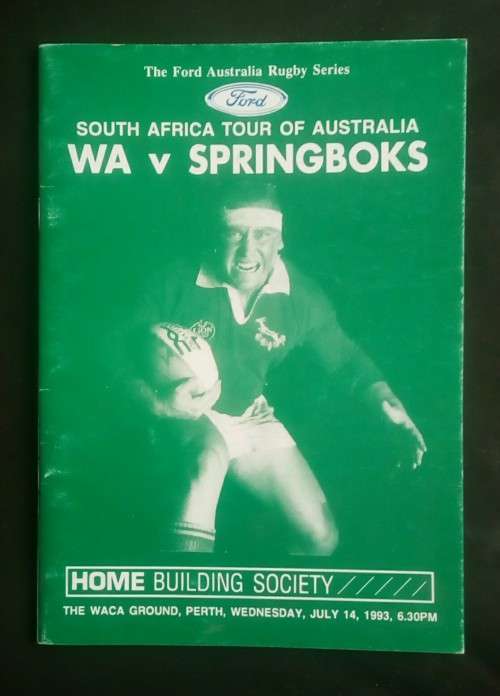 The Ford Australia Rugby Series
Ford
SOUTH AFRICA TOUR OF AUSTRALIA
WA v SPRINGBOKS
LION
HOME BUILDING SOCIETY
THE WACA GROUND, PERTH, WEDNESDAY, JULY 14, 1993, 6.30PM